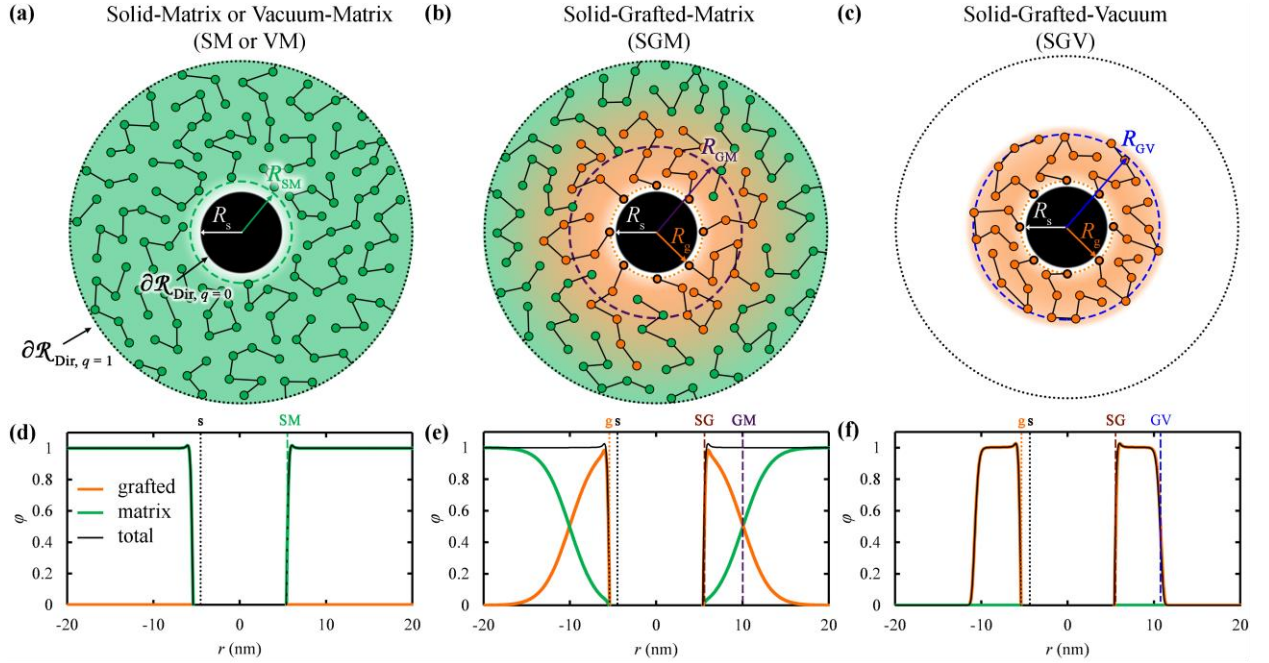 (a) Solid-Matrix or Vacuum-Matrix
(SM or VM)
(b) Solid-Grafted-Matrix
(SGM)
(c) Solid-Grafted-Vacuum
(SGV)
R_SM
R_s
∂𝓡_Dir, q = 0
∂𝓡_Dir, q = 1
R_GM
R_s
R_g
R_GV
R_s
R_g
(d) s SM
1
0.8
0.6
0.4
0.2
0
φ
grafted
matrix
total
-20 -10 0 10 20
r (nm)
(e) g s SG GM
1
0.8
0.6
0.4
0.2
0
φ
-20 -10 0 10 20
r (nm)
(f) g s SG GV
1
0.8
0.6
0.4
0.2
0
φ
-20 -10 0 10 20
r (nm)